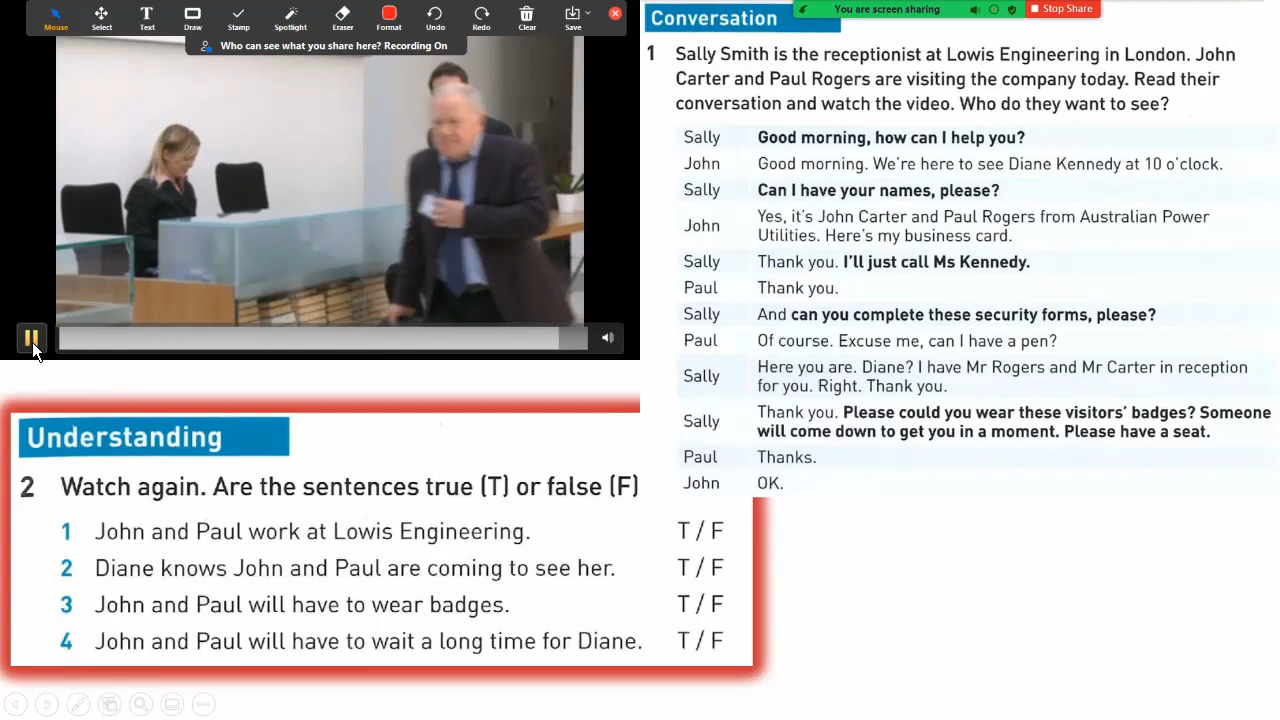 Mouse
Select
Text
Draw
Stamp
Spotlight
Eraser
Format
Undo
Redo
Clear
Save
Who can see what you share here? Recording On
You are screen sharing
Stop Share
Conversation
1 Sally Smith is the receptionist at Lowis Engineering in London. John
Carter and Paul Rogers are visiting the company today. Read their
conversation and watch the video. Who do they want to see?
Sally Good morning, how can I help you?
John Good morning. We're here to see Diane Kennedy at 10 o'clock.
Sally Can I have your names, please?
John Yes, it's John Carter and Paul Rogers from Australian Power
Utilities. Here's my business card.
Sally Thank you. I'll just call Ms Kennedy.
Paul Thank you.
Sally And can you complete these security forms, please?
Paul Of course. Excuse me, can I have a pen?
Sally Here you are. Diane? I have Mr Rogers and Mr Carter in reception
for you. Right. Thank you.
Sally Thank you. Please could you wear these visitors' badges? Someone
will come down to get you in a moment. Please have a seat.
Paul Thanks.
John OK.
Understanding
2 Watch again. Are the sentences true (T) or false (F)
1 John and Paul work at Lowis Engineering. T / F
2 Diane knows John and Paul are coming to see her. T / F
3 John and Paul will have to wear badges. T / F
4 John and Paul will have to wait a long time for Diane. T / F